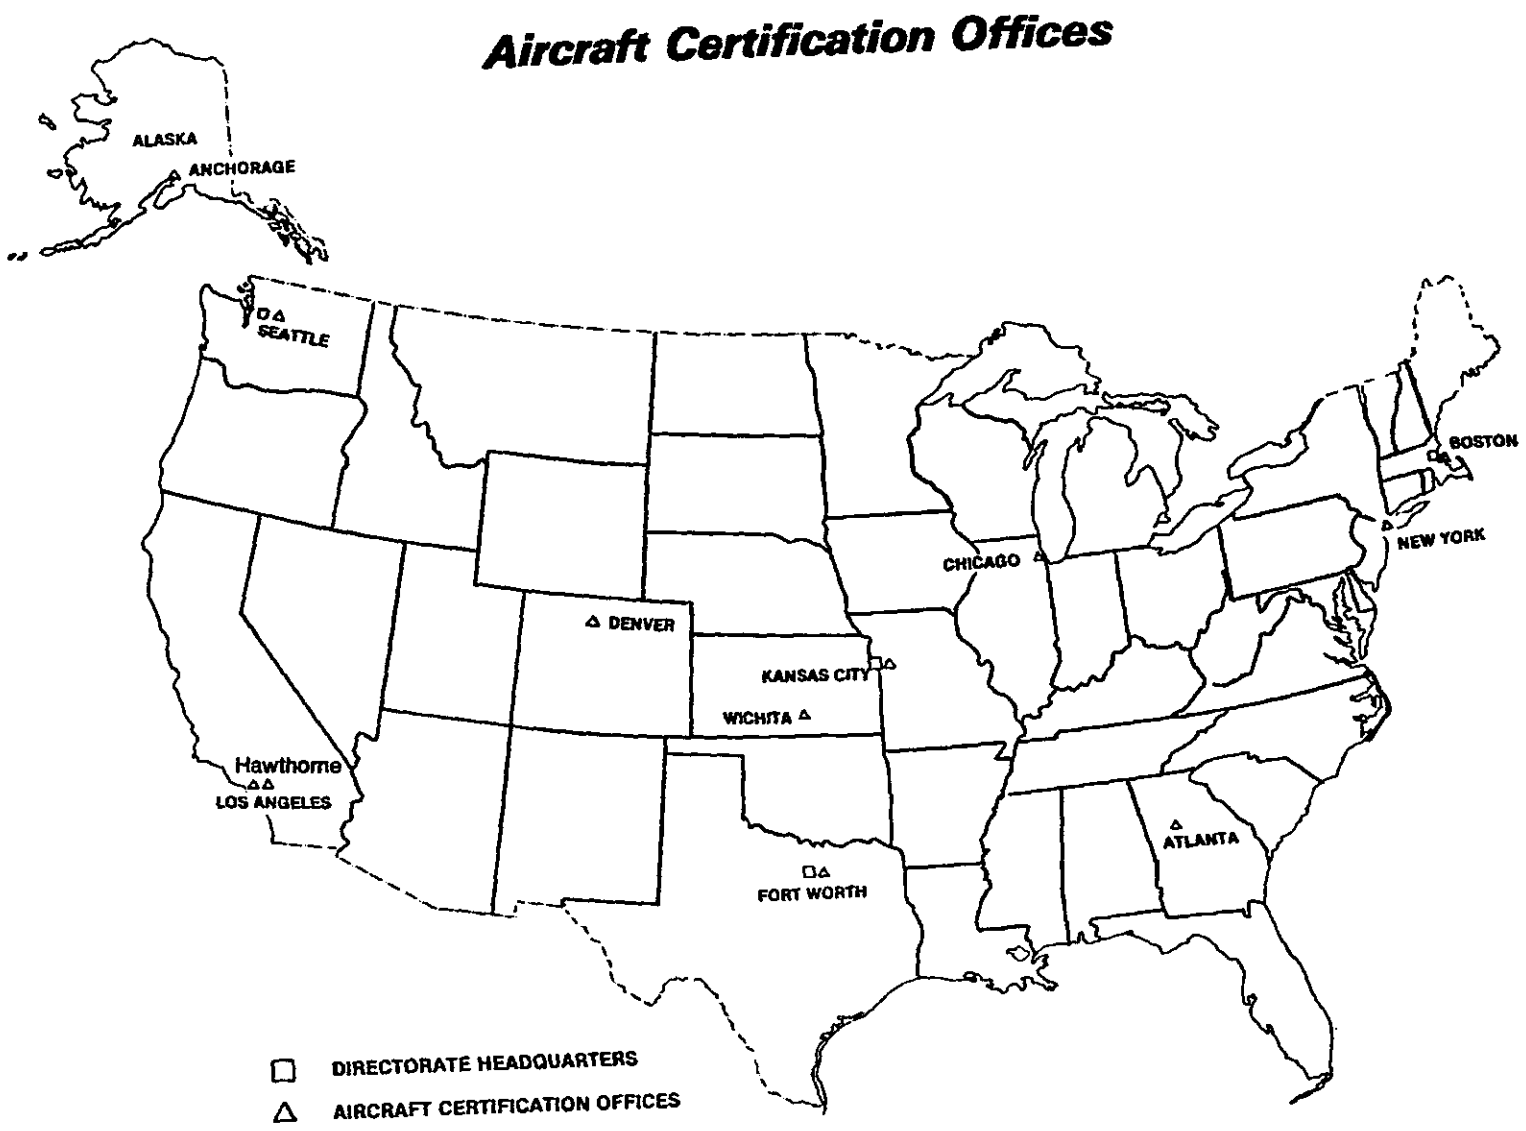 Aircraft Certification Offices
ALASKA
ANCHORAGE
SEATTLE
BOSTON
NEW YORK
CHICAGO
DENVER
KANSAS CITY
WICHITA
Hawthorne
LOS ANGELES
ATLANTA
FORT WORTH
DIRECTORATE HEADQUARTERS
AIRCRAFT CERTIFICATION OFFICES